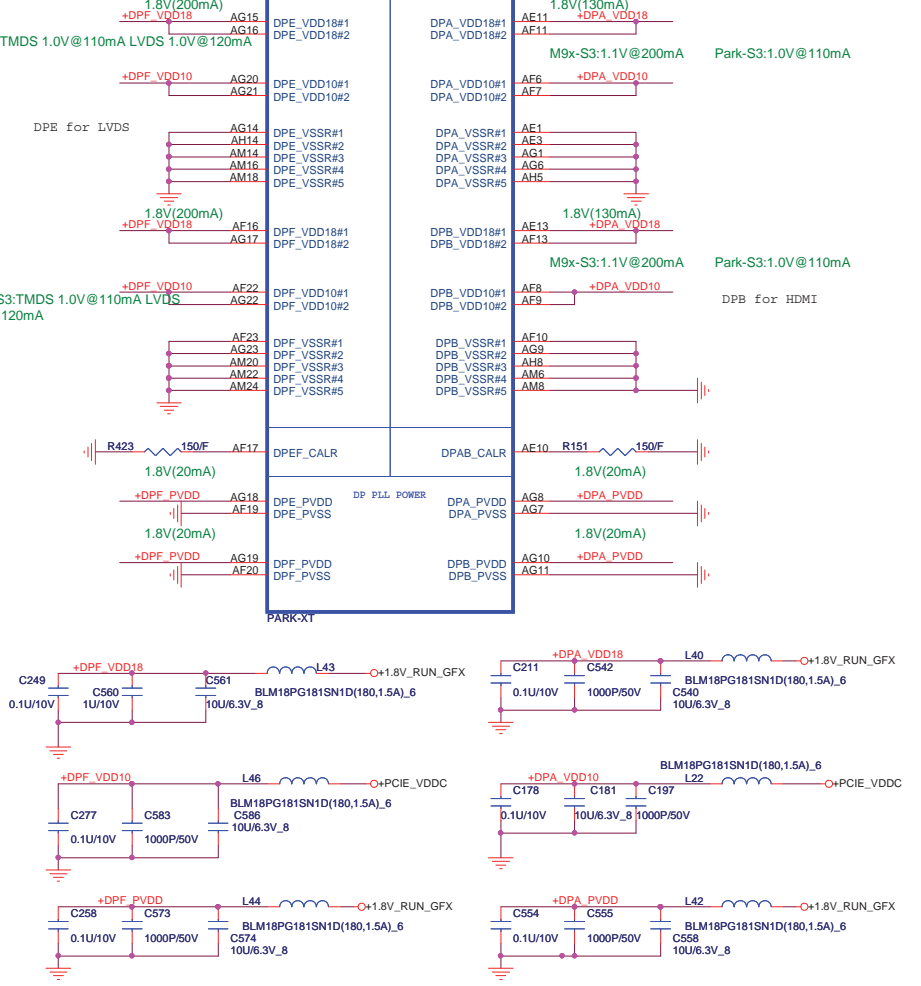 1.8V(200mA) 1.8V(130mA)
+DPF_VDD18 AG15 DPE_VDD18#1 DPA_VDD18#1 AE11 +DPA_VDD18
AG16 DPE_VDD18#2 DPA_VDD18#2 AF11
TMDS 1.0V@110mA LVDS 1.0V@120mA
M9x-S3:1.1V@200mA Park-S3:1.0V@110mA
+DPF_VDD10 AG20 DPE_VDD10#1 DPA_VDD10#1 AF6 +DPA_VDD10
AG21 DPE_VDD10#2 DPA_VDD10#2 AF7
DPE for LVDS
AG14 DPE_VSSR#1 DPA_VSSR#1 AE1
AH14 DPE_VSSR#2 DPA_VSSR#2 AE3
AM14 DPE_VSSR#3 DPA_VSSR#3 AG1
AM16 DPE_VSSR#4 DPA_VSSR#4 AG6
AM18 DPE_VSSR#5 DPA_VSSR#5 AH5
1.8V(200mA) 1.8V(130mA)
+DPF_VDD18 AF16 DPF_VDD18#1 DPB_VDD18#1 AE13 +DPA_VDD18
AG17 DPF_VDD18#2 DPB_VDD18#2 AF13
M9x-S3:1.1V@200mA Park-S3:1.0V@110mA
+DPF_VDD10 AF22 DPF_VDD10#1 DPB_VDD10#1 AF8 +DPA_VDD10
S3:TMDS 1.0V@110mA LVDS AG22 DPF_VDD10#2 DPB_VDD10#2 AF9 DPB for HDMI
120mA
AF23 DPF_VSSR#1 DPB_VSSR#1 AF10
AG23 DPF_VSSR#2 DPB_VSSR#2 AG9
AM20 DPF_VSSR#3 DPB_VSSR#3 AH8
AM22 DPF_VSSR#4 DPB_VSSR#4 AM6
AM24 DPF_VSSR#5 DPB_VSSR#5 AM8
R423 150/F AF17 DPEF_CALR DPAB_CALR AE10 R151 150/F
1.8V(20mA) 1.8V(20mA)
DP PLL POWER
+DPF_PVDD AG18 DPE_PVDD DPA_PVDD AG8 +DPA_PVDD
AF19 DPE_PVSS DPA_PVSS AG7
1.8V(20mA) 1.8V(20mA)
+DPF_PVDD AG19 DPF_PVDD DPB_PVDD AG10 +DPA_PVDD
AF20 DPF_PVSS DPB_PVSS AG11
PARK-XT
+DPF_VDD18 L43 +1.8V_RUN_GFX
C249 C560 C561 BLM18PG181SN1D(180,1.5A)_6
0.1U/10V 1U/10V 10U/6.3V_8
+DPA_VDD18 L40 +1.8V_RUN_GFX
C211 C542 BLM18PG181SN1D(180,1.5A)_6
0.1U/10V 1000P/50V C540
10U/6.3V_8
+DPF_VDD10 L46 +PCIE_VDDC
BLM18PG181SN1D(180,1.5A)_6
C277 C583 C586
0.1U/10V 1000P/50V 10U/6.3V_8
BLM18PG181SN1D(180,1.5A)_6
+DPA_VDD10 L22 +PCIE_VDDC
C178 C181 C197
0.1U/10V 10U/6.3V_8 1000P/50V
+DPF_PVDD L44 +1.8V_RUN_GFX
C258 C573 BLM18PG181SN1D(180,1.5A)_6
0.1U/10V 1000P/50V C574
10U/6.3V_8
+DPA_PVDD L42 +1.8V_RUN_GFX
C554 C555 BLM18PG181SN1D(180,1.5A)_6
0.1U/10V 1000P/50V C558
10U/6.3V_8